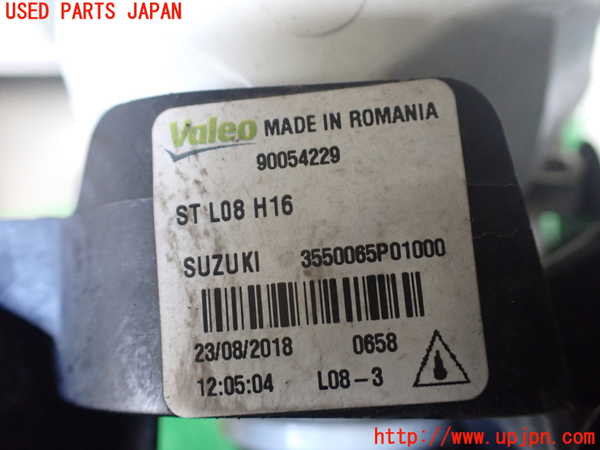 USED PARTS JAPAN
Valeo MADE IN ROMANIA
90054229
ST L08 H16
SUZUKI 3550065P01000
23/08/2018 0658
12:05:04 L08-3
http://www.upjpn.com/